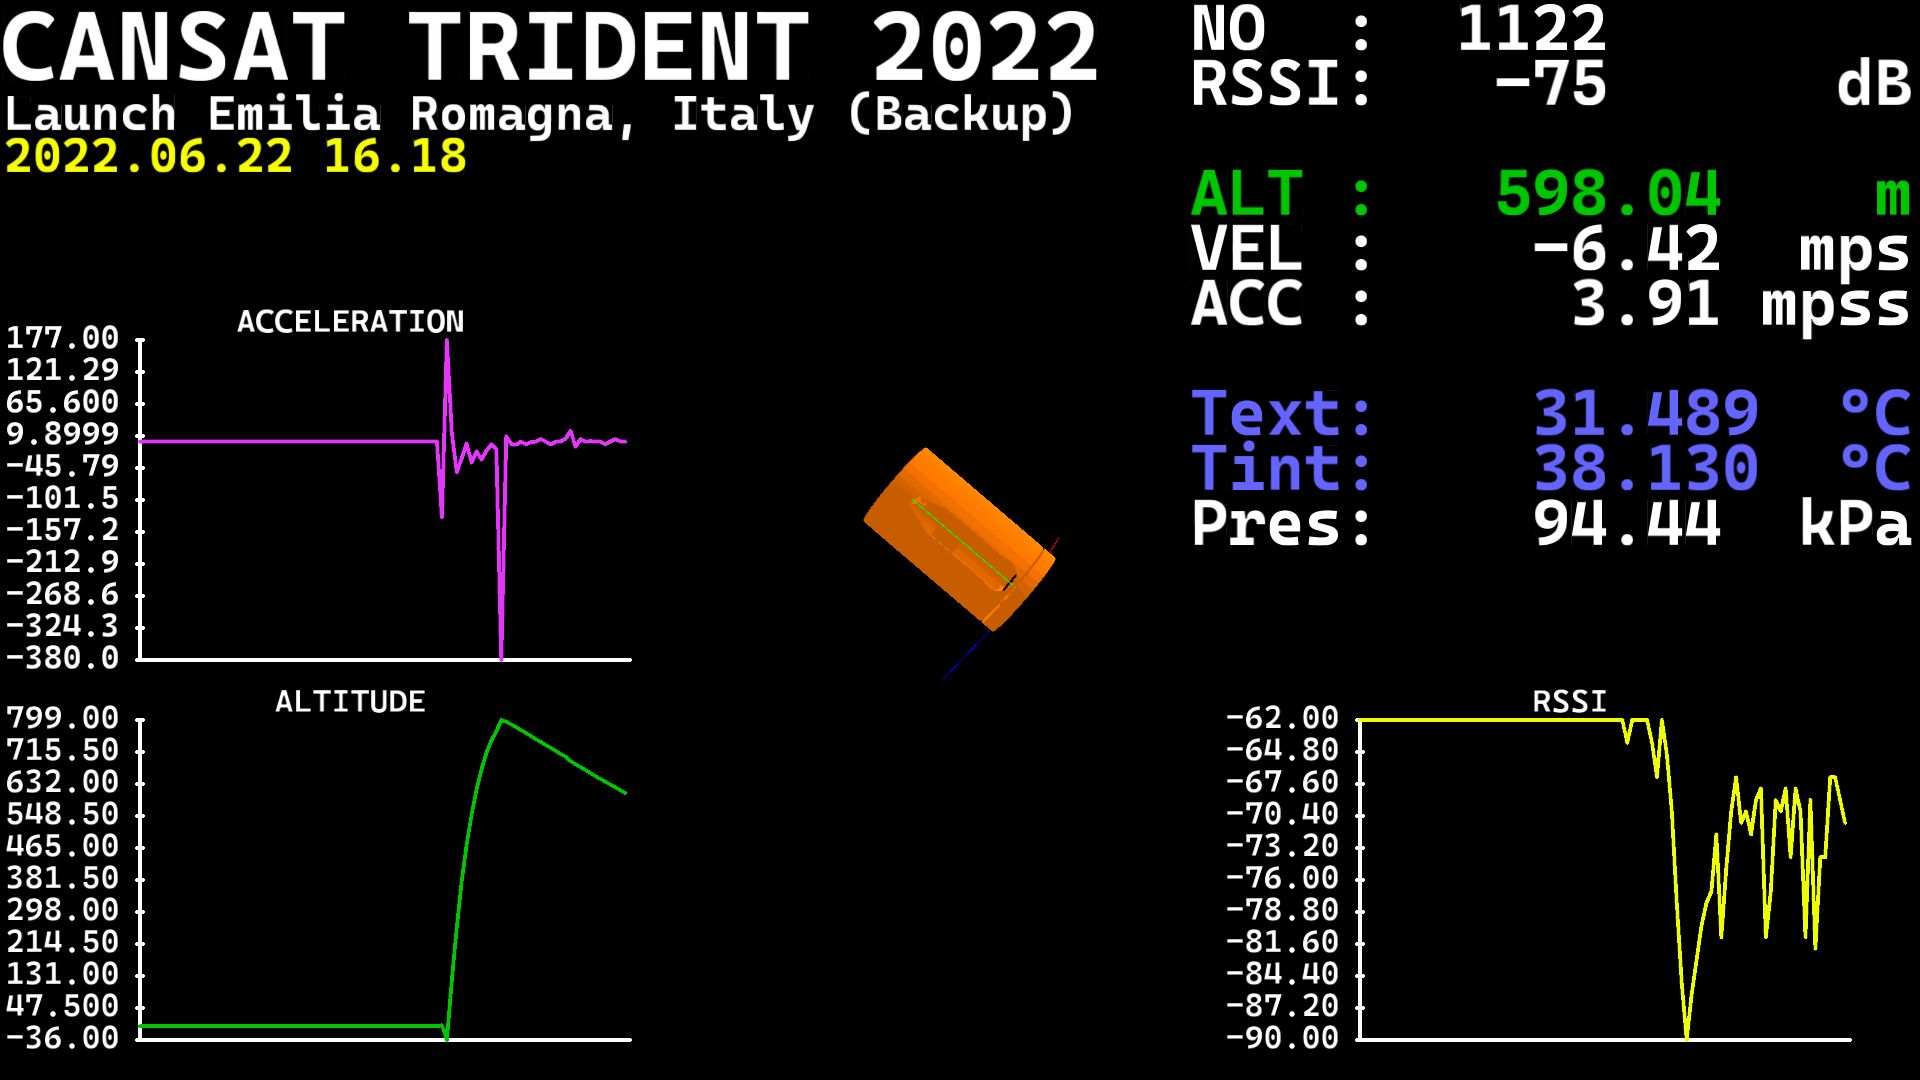 CANSAT TRIDENT 2022
Launch Emilia Romagna, Italy (Backup)
2022.06.22 16.18
NO : 1122
RSSI: -75 dB
ALT : 598.04 m
VEL : -6.42 mps
ACC : 3.91 mpss
Text: 31.489 °C
Tint: 38.130 °C
Pres: 94.44 kPa
ACCELERATION
177.00
121.29
65.600
9.8999
-45.79
-101.5
-157.2
-212.9
-268.6
-324.3
-380.0
ALTITUDE
799.00
715.50
632.00
548.50
465.00
381.50
298.00
214.50
131.00
47.500
-36.00
RSSI
-62.00
-64.80
-67.60
-70.40
-73.20
-76.00
-78.80
-81.60
-84.40
-87.20
-90.00